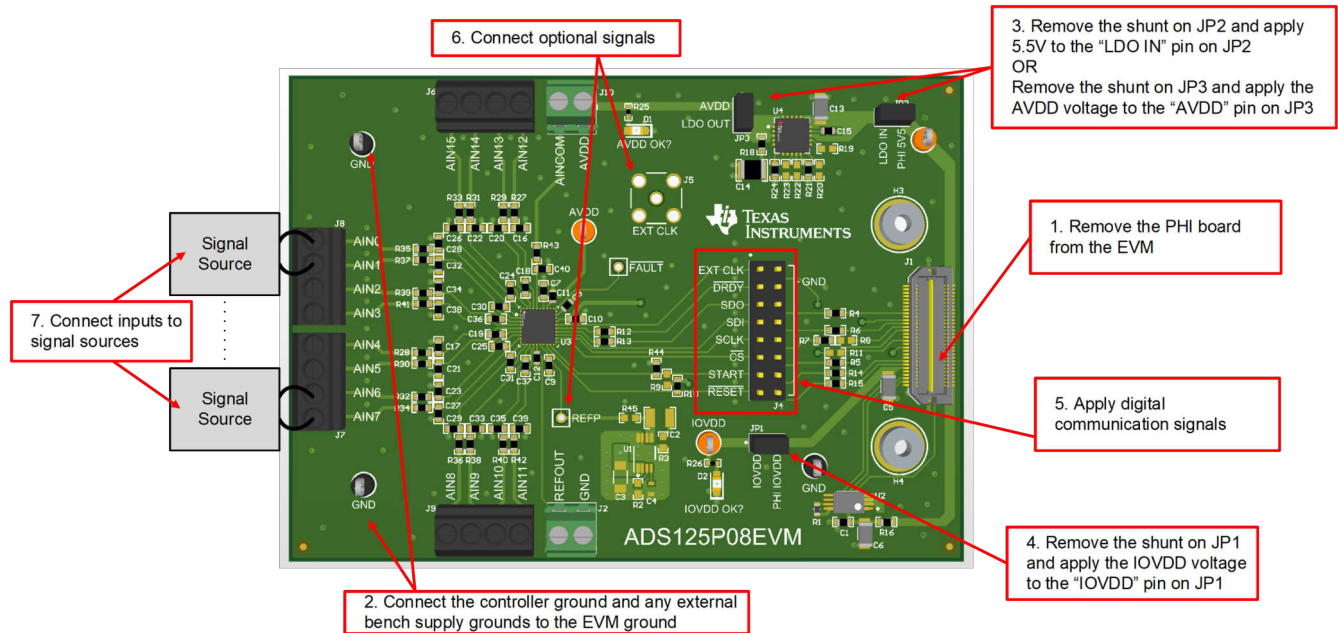 6. Connect optional signals
3. Remove the shunt on JP2 and apply
5.5V to the “LDO IN” pin on JP2
OR
Remove the shunt on JP3 and apply the
AVDD voltage to the “AVDD” pin on JP3
J6
J10
R25
D1
AVDD OK?
AVDD
LDO OUT
JP3
U4
C13
C15
R18
R19
C14
R24
R23
R22
R21
R20
LDO IN
PHI 5V5
GND
AIN15
AIN14
AIN13
AIN12
AINCOM
AVDD
J5
EXT CLK
AVDD
TEXAS
INSTRUMENTS
H3
1. Remove the PHI board
from the EVM
J1
Signal
Source
J8
AIN0
AIN1
AIN2
AIN3
R35
R37
R39
R41
R33
R31
R29
R27
C26
C22
C20
C16
C28
C32
C34
C38
R43
C40
C18
C24
C7
C11
C30
C36
C19
C25
C10
U3
FAULT
R12
R13
EXT CLK
DRDY
SDO
SDI
SCLK
CS
START
RESET
GND
J4
R4
R6
R7
R8
R11
R5
R14
R15
7. Connect inputs to
signal sources
Signal
Source
AIN4
AIN5
AIN6
AIN7
J7
R28
R30
R32
R34
C17
C21
C23
C27
C31
C37
C12
C9
R44
R9
C29
C33
C35
C39
R36
R38
R40
R42
REFP
R45
C2
R3
U1
C3
R2
C4
C5
5. Apply digital
communication signals
IOVDD
JP1
IOVDD
PHI IOVDD
R26
D2
IOVDD OK?
GND
H4
U2
R1
C1
R16
C6
GND
AIN8
AIN9
AIN10
AIN11
REFOUT
GND
J9
J2
ADS125P08EVM
4. Remove the shunt on JP1
and apply the IOVDD voltage
to the “IOVDD” pin on JP1
2. Connect the controller ground and any external
bench supply grounds to the EVM ground